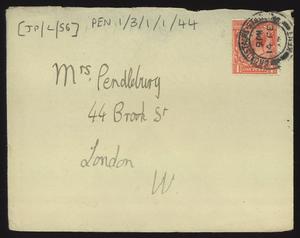 [JP/L/56] PEN 1/3/1/1/44
Mrs. Pendlebury
44 Brook St
London
W.